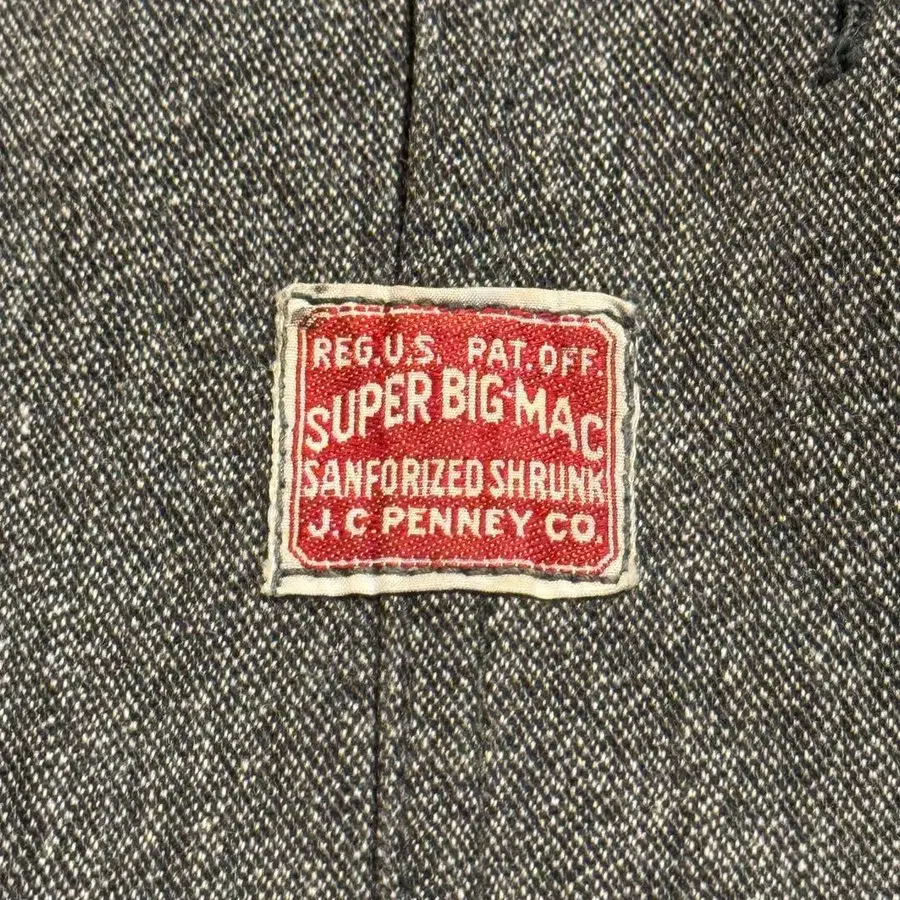 REG.U.S. PAT.OFF.
SUPER BIG-MAC
SANFORIZED SHRUNK
J.C PENNEY CO.